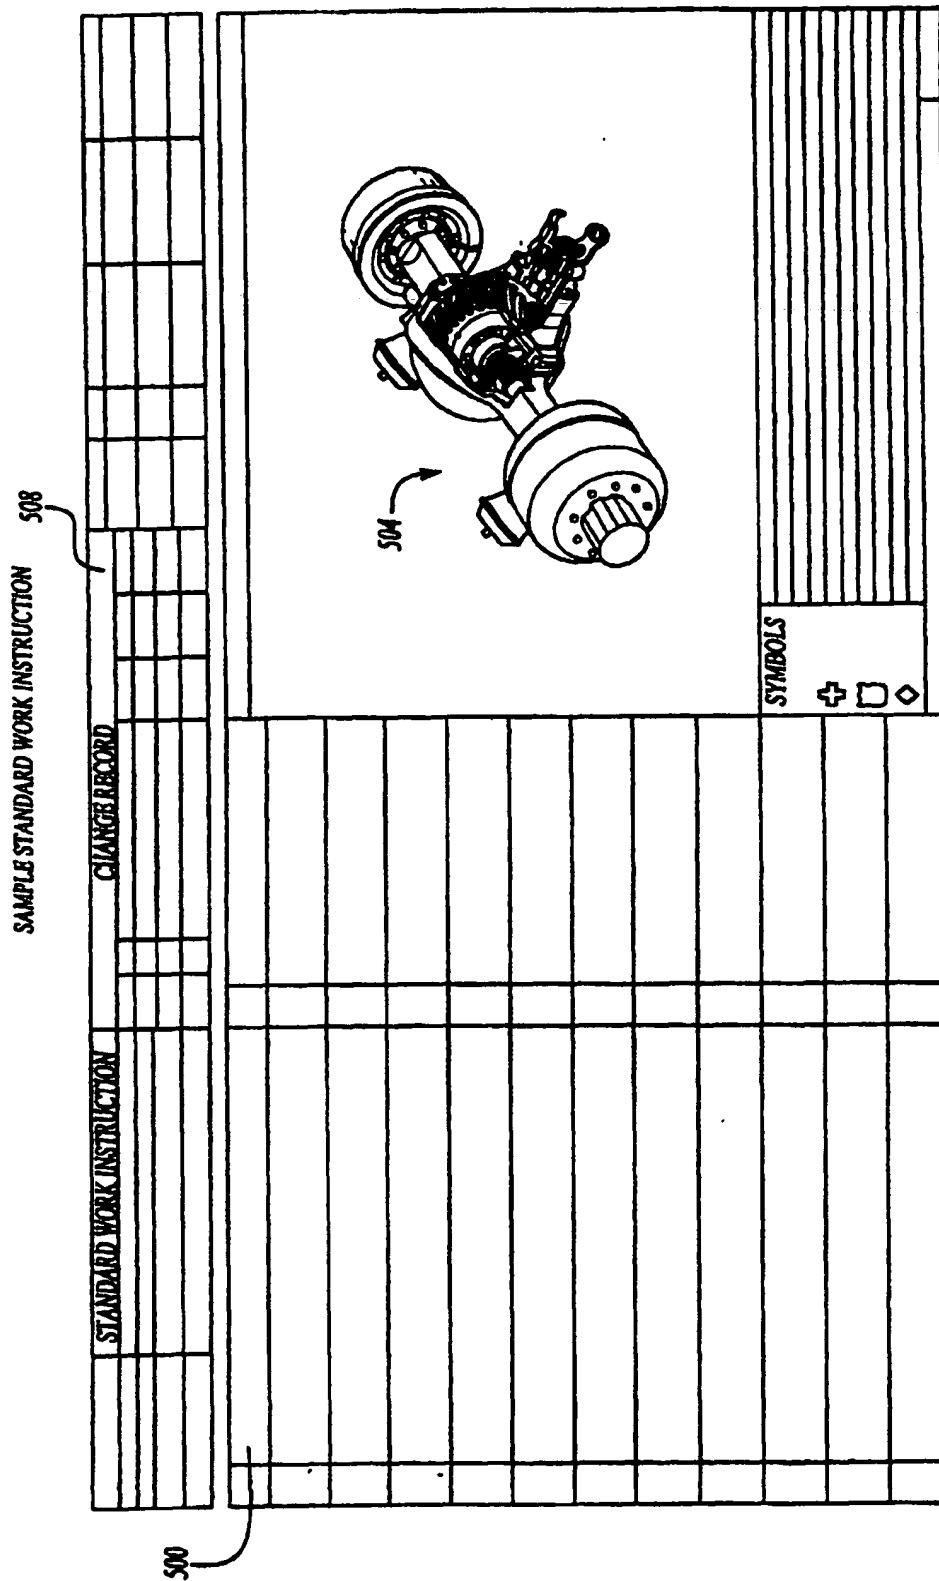 SAMPLE STANDARD WORK INSTRUCTION
508
STANDARD WORK INSTRUCTION
CHANGE RECORD
500
504
SYMBOLS